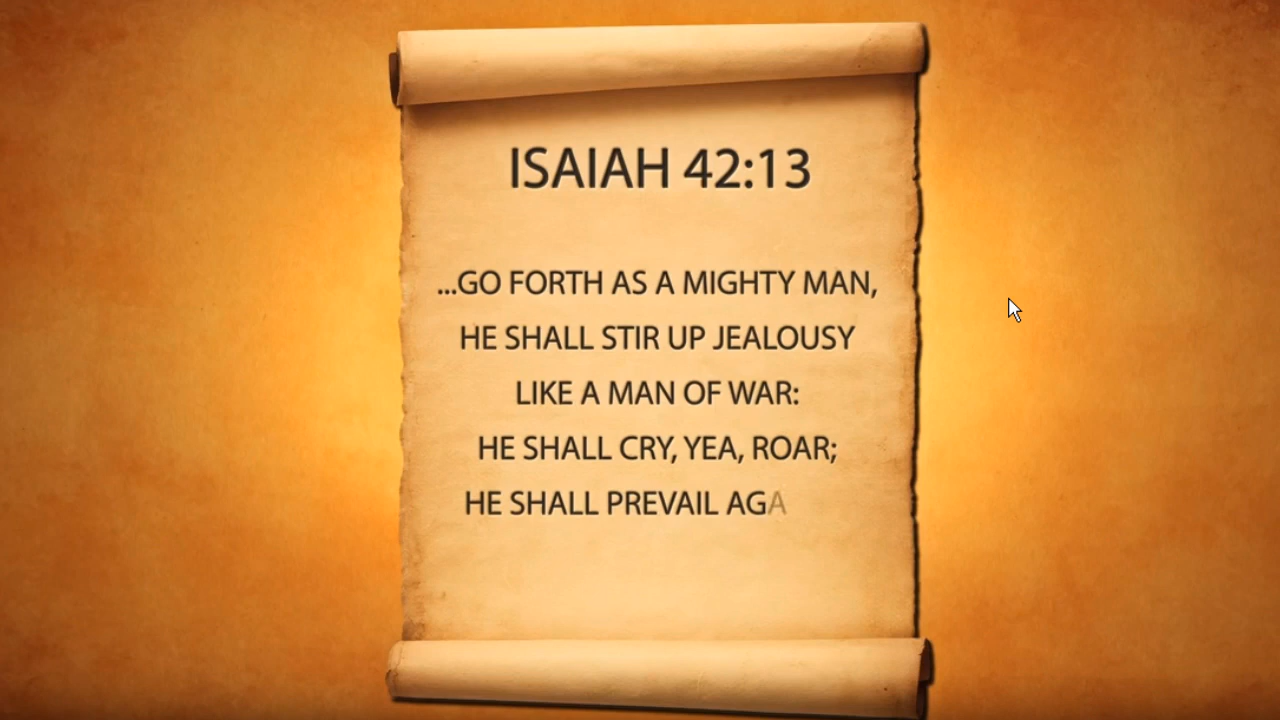 ISAIAH 42:13
...GO FORTH AS A MIGHTY MAN,
HE SHALL STIR UP JEALOUSY
LIKE A MAN OF WAR:
HE SHALL CRY, YEA, ROAR;
HE SHALL PREVAIL AGA